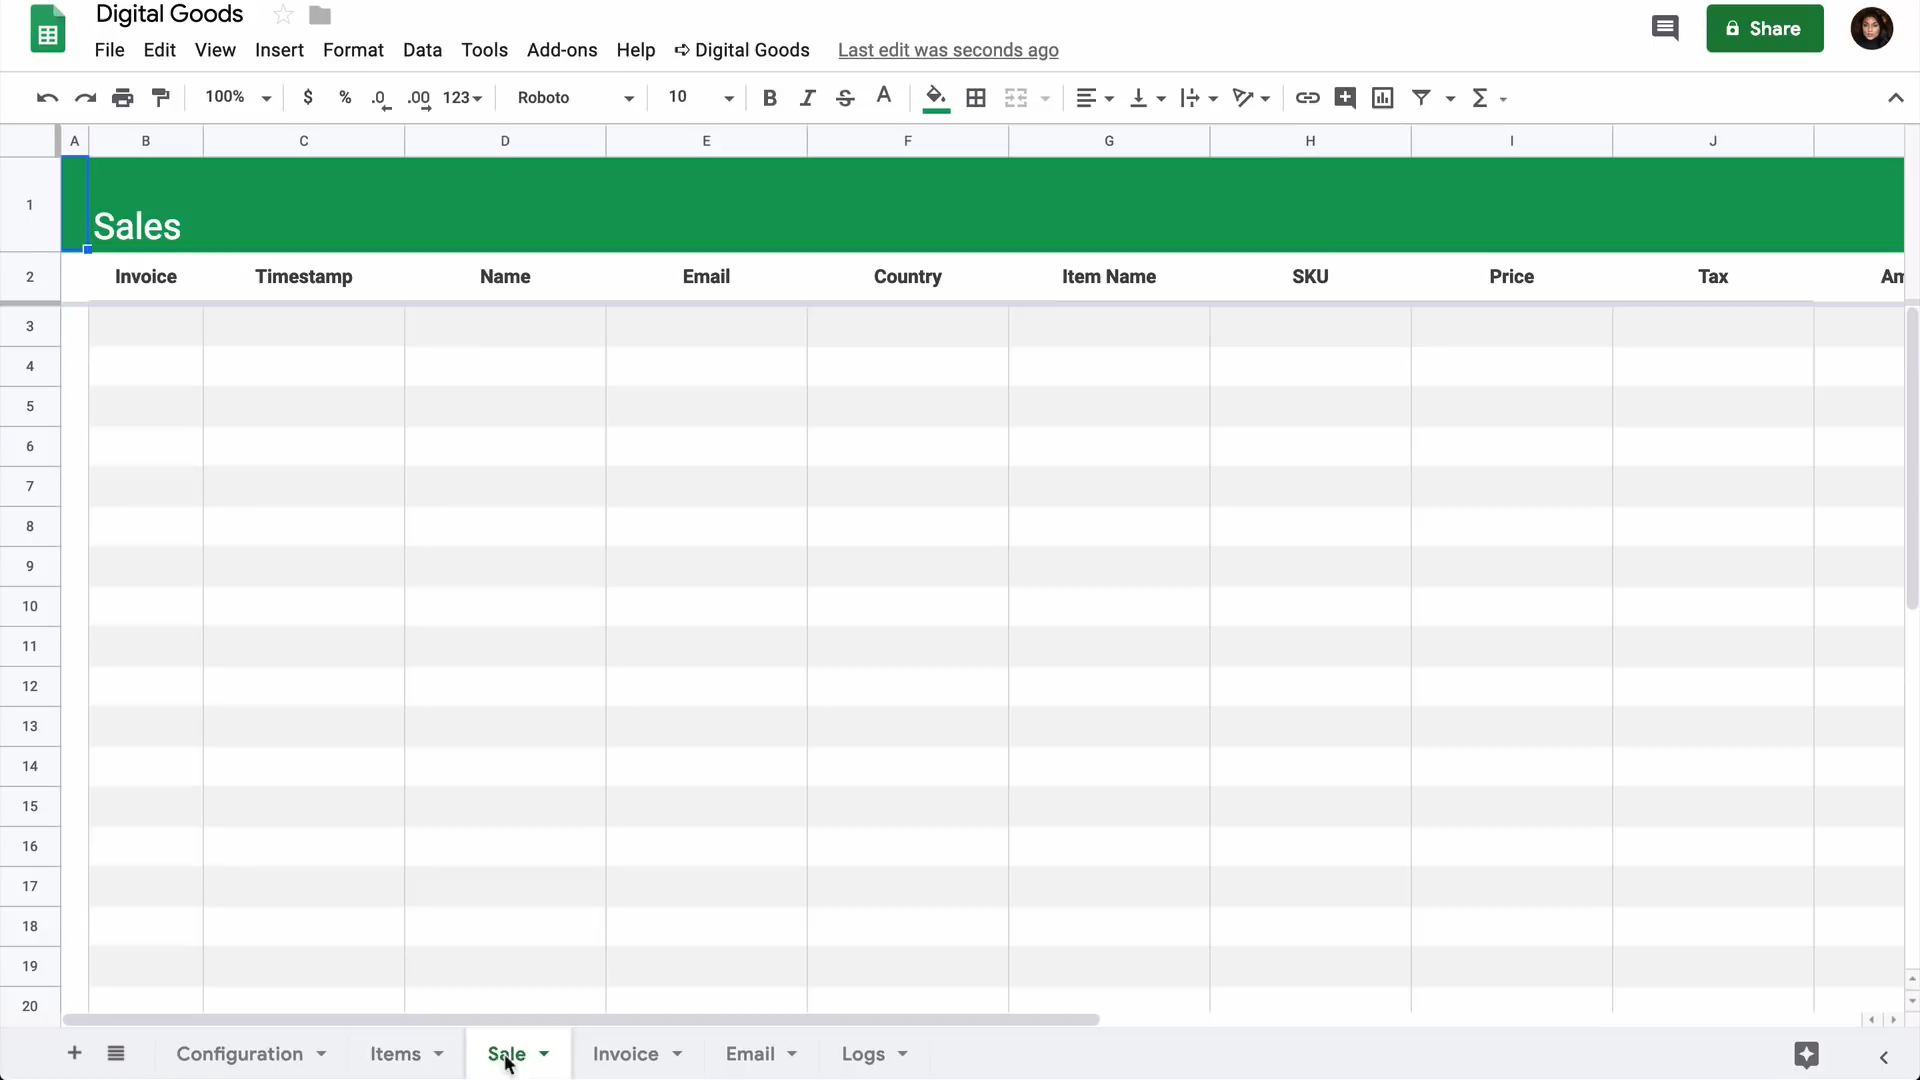 Digital Goods
File Edit View Insert Format Data Tools Add-ons Help ➪ Digital Goods Last edit was seconds ago
Share
100% $ % .0 .00 123 Roboto 10 B I S A Σ
A B C D E F G H I J
1 Sales
2 Invoice Timestamp Name Email Country Item Name SKU Price Tax Am
3
4
5
6
7
8
9
10
11
12
13
14
15
16
17
18
19
20
+ Configuration Items Sale Invoice Email Logs